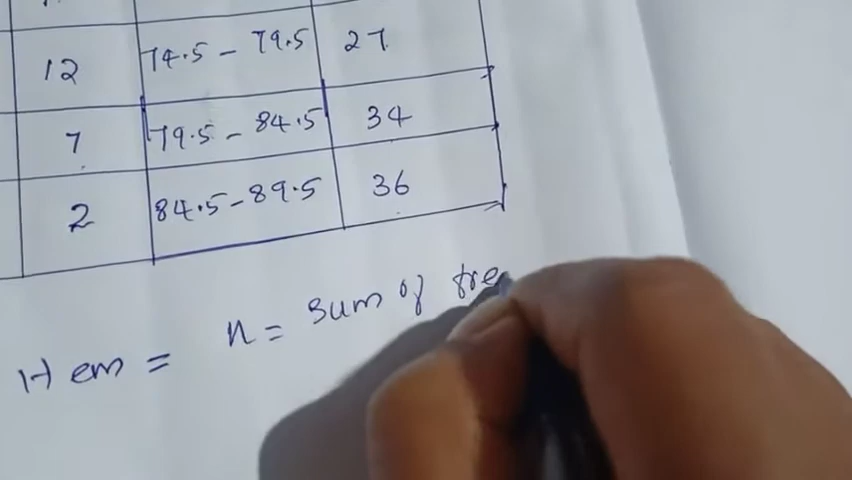 12 74.5 - 79.5 27
7 79.5 - 84.5 34
2 84.5 - 89.5 36
n = sum of fre
H em =